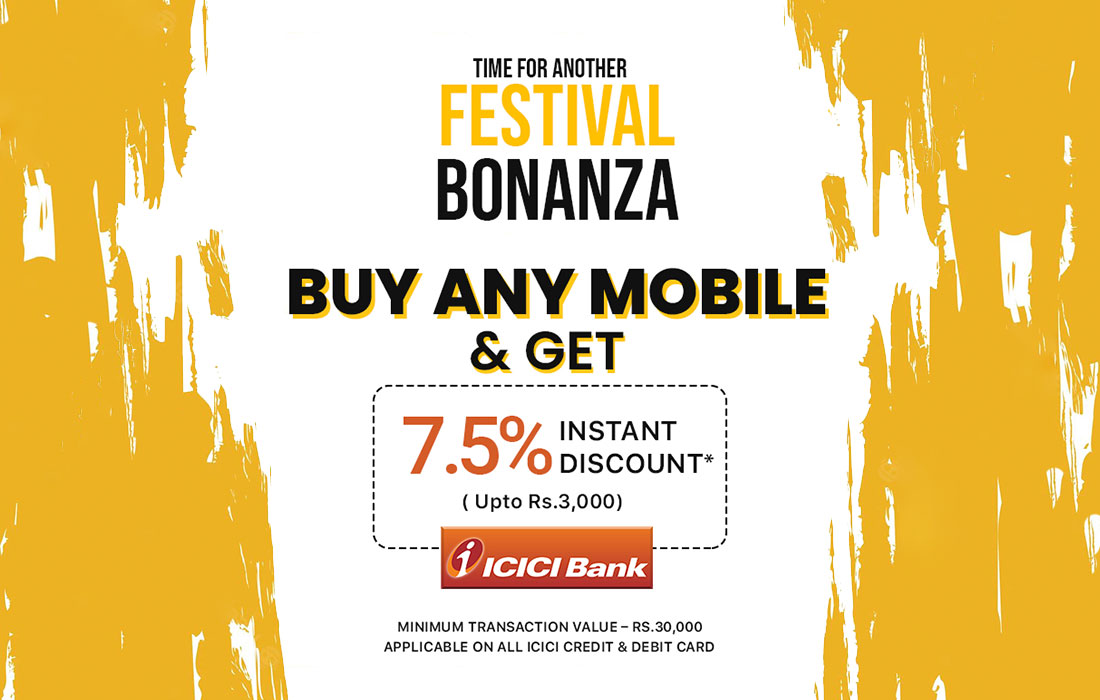 TIME FOR ANOTHER
FESTIVAL
BONANZA
BUY ANY MOBILE
& GET
7.5% INSTANT
DISCOUNT*
( Upto Rs.3,000)
i ICICI Bank
MINIMUM TRANSACTION VALUE – RS.30,000
APPLICABLE ON ALL ICICI CREDIT & DEBIT CARD